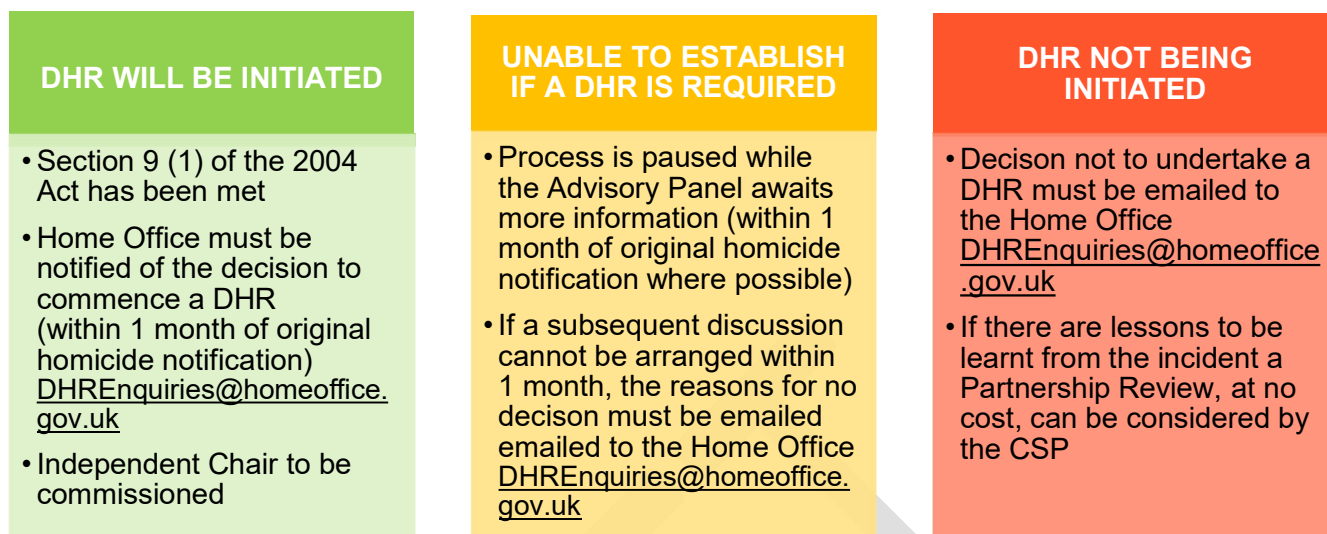 DHR WILL BE INITIATED
• Section 9 (1) of the 2004
Act has been met
• Home Office must be
notified of the decision to
commence a DHR
(within 1 month of original
homicide notification)
DHREnquiries@homeoffice.
gov.uk
• Independent Chair to be
commissioned
UNABLE TO ESTABLISH
IF A DHR IS REQUIRED
• Process is paused while
the Advisory Panel awaits
more information (within 1
month of original homicide
notification where possible)
• If a subsequent discussion
cannot be arranged within
1 month, the reasons for no
decison must be emailed
emailed to the Home Office
DHREnquiries@homeoffice.
gov.uk
DHR NOT BEING
INITIATED
• Decison not to undertake a
DHR must be emailed to
the Home Office
DHREnquiries@homeoffice
.gov.uk
• If there are lessons to be
learnt from the incident a
Partnership Review, at no
cost, can be considered by
the CSP